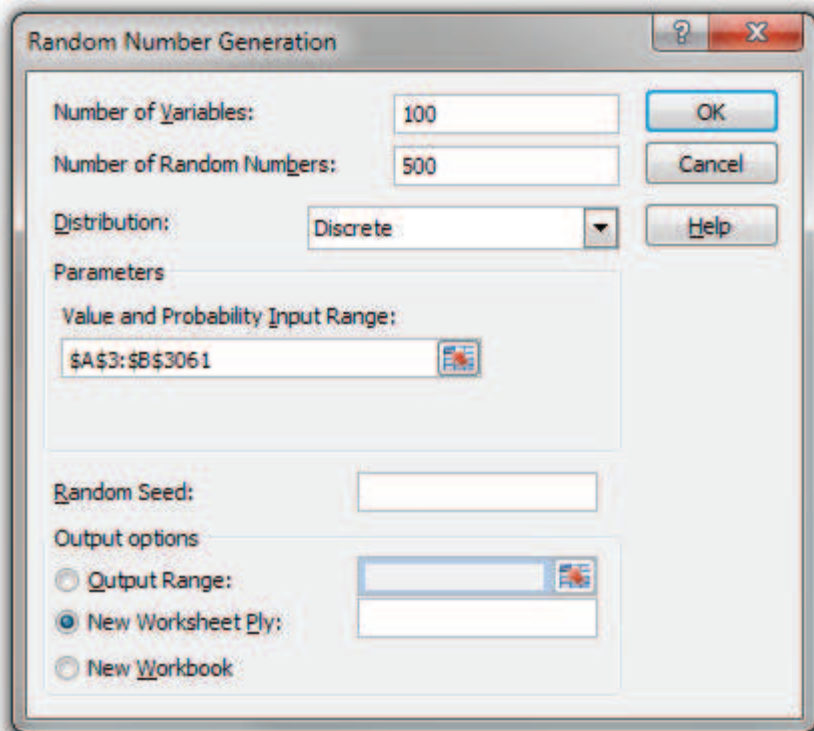 Random Number Generation
Number of Variables: 100 OK
Number of Random Numbers: 500 Cancel
Distribution: Discrete Help
Parameters
Value and Probability Input Range:
$A$3:$B$3061
Random Seed:
Output options
Output Range:
New Worksheet Ply:
New Workbook